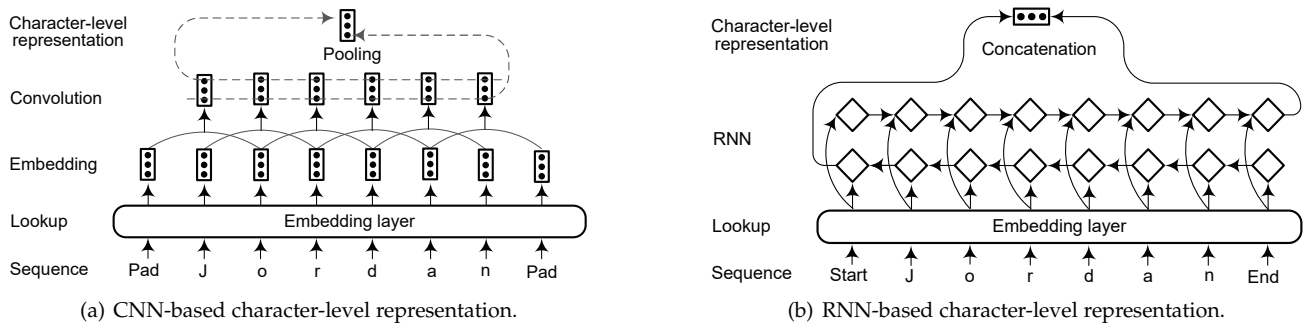 Character-level
representation
Pooling
Convolution
Embedding
Lookup
Embedding layer
Sequence
Pad J o r d a n Pad
(a) CNN-based character-level representation.
Character-level
representation
Concatenation
RNN
Lookup
Embedding layer
Sequence
Start J o r d a n End
(b) RNN-based character-level representation.